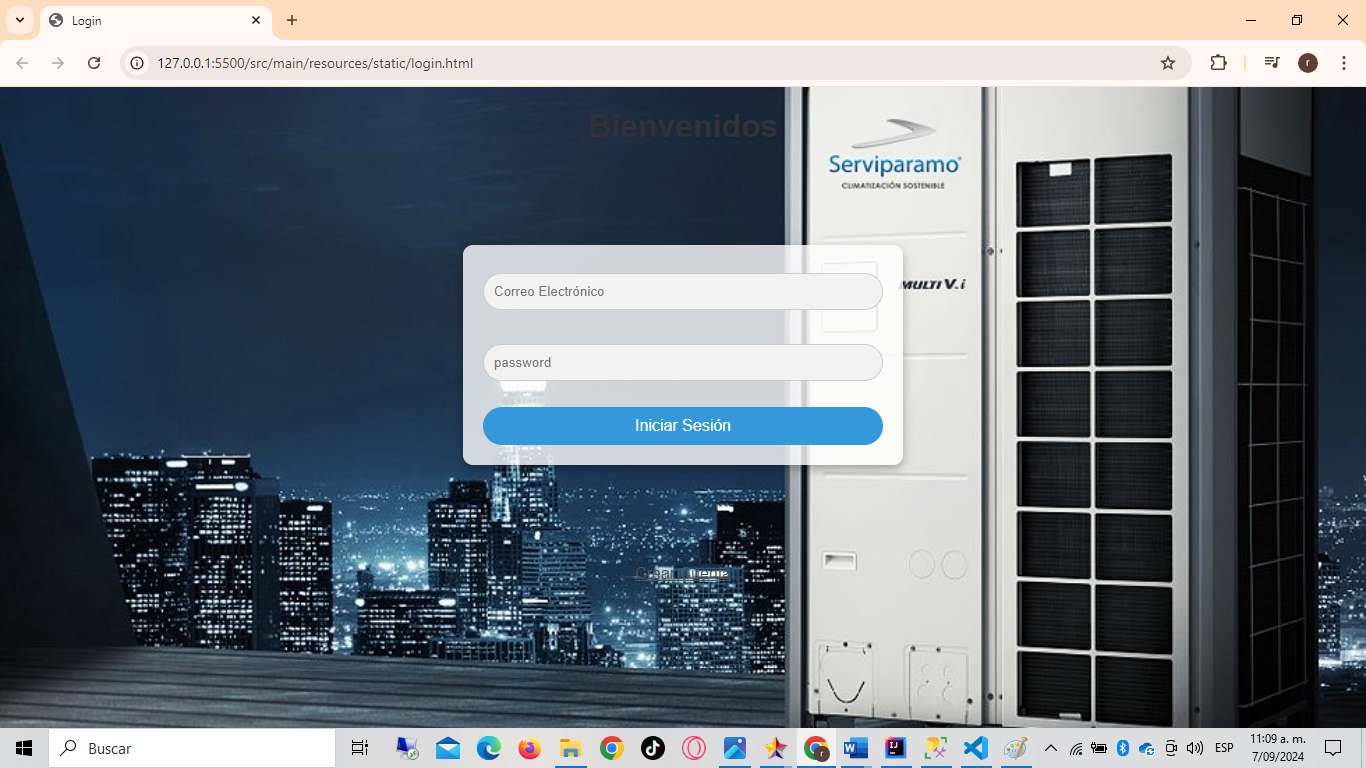 Login
127.0.0.1:5500/src/main/resources/static/login.html
r
Bienvenidos
Serviparamo
CLIMATIZACIÓN SOSTENIBLE
MULTI V.i
Correo Electrónico
password
Iniciar Sesión
Crear Cuenta
Buscar
ESP
11:09 a. m.
7/09/2024